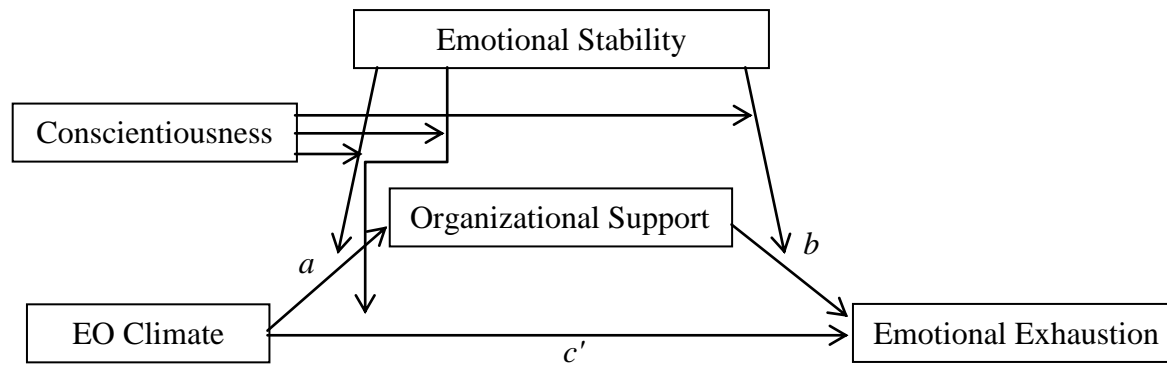 Emotional Stability
Conscientiousness
Organizational Support
a
b
EO Climate
Emotional Exhaustion
c'